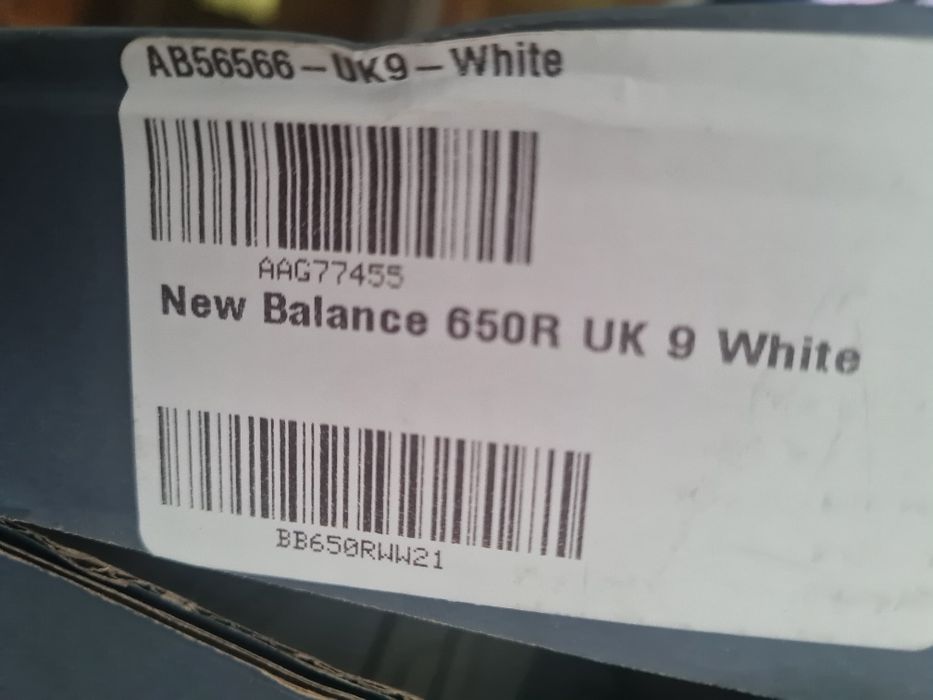 AB56566-UK9-White
AAG77455
New Balance 650R UK 9 White
BB650RWW21